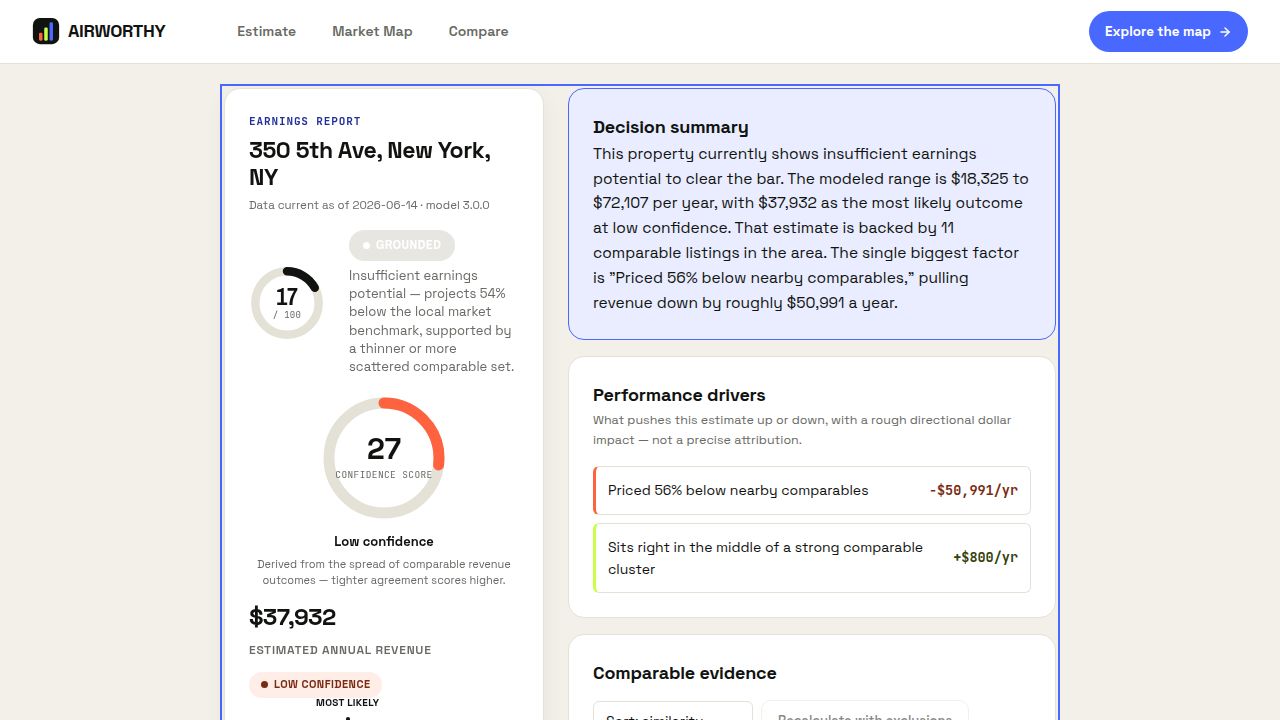 AIRWORTHY
Estimate
Market Map
Compare
Explore the map →
EARNINGS REPORT
350 5th Ave, New York,
NY
Data current as of 2026-06-14 · model 3.0.0
GROUNDED
17
/ 100
Insufficient earnings
potential — projects 54%
below the local market
benchmark, supported by
a thinner or more
scattered comparable set.
27
CONFIDENCE SCORE
Low confidence
Derived from the spread of comparable revenue
outcomes — tighter agreement scores higher.
$37,932
ESTIMATED ANNUAL REVENUE
LOW CONFIDENCE
MOST LIKELY
Decision summary
This property currently shows insufficient earnings
potential to clear the bar. The modeled range is $18,325 to
$72,107 per year, with $37,932 as the most likely outcome
at low confidence. That estimate is backed by 11
comparable listings in the area. The single biggest factor
is ”Priced 56% below nearby comparables,” pulling
revenue down by roughly $50,991 a year.
Performance drivers
What pushes this estimate up or down, with a rough directional dollar
impact — not a precise attribution.
Priced 56% below nearby comparables
-$50,991/yr
Sits right in the middle of a strong comparable
cluster
+$800/yr
Comparable evidence
Sort: similarity
Recalculate with exclusions